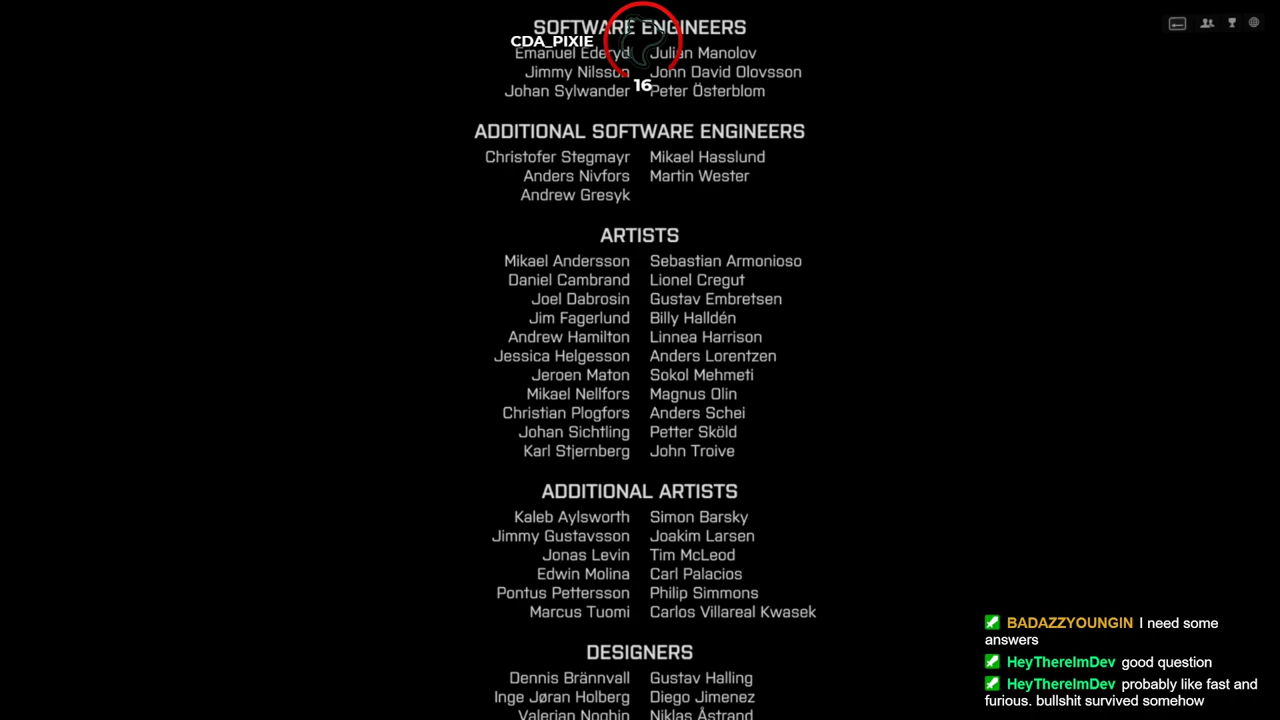 SOFTWARE ENGINEERS
CDA_PIXIE
Emanuel Ederyd Julian Manolov
Jimmy Nilsson John David Olovsson
16
Johan Sylwander Peter Österblom
ADDITIONAL SOFTWARE ENGINEERS
Christofer Stegmayr Mikael Hasslund
Anders Nivfors Martin Wester
Andrew Gresyk
ARTISTS
Mikael Andersson Sebastian Armonioso
Daniel Cambrand Lionel Cregut
Joel Dabrosin Gustav Embretsen
Jim Fagerlund Billy Halldén
Andrew Hamilton Linnea Harrison
Jessica Helgesson Anders Lorentzen
Jeroen Maton Sokol Mehmeti
Mikael Nellfors Magnus Olin
Christian Plogfors Anders Schei
Johan Sichtling Petter Sköld
Karl Stjernberg John Troive
ADDITIONAL ARTISTS
Kaleb Aylsworth Simon Barsky
Jimmy Gustavsson Joakim Larsen
Jonas Levin Tim McLeod
Edwin Molina Carl Palacios
Pontus Pettersson Philip Simmons
Marcus Tuomi Carlos Villareal Kwasek
DESIGNERS
Dennis Brännvall Gustav Halling
Inge Jøran Holberg Diego Jimenez
Valerian Noghin Niklas Åstrand
BADAZZYOUNGIN I need some
answers
HeyThereImDev good question
HeyThereImDev probably like fast and
furious. bullshit survived somehow